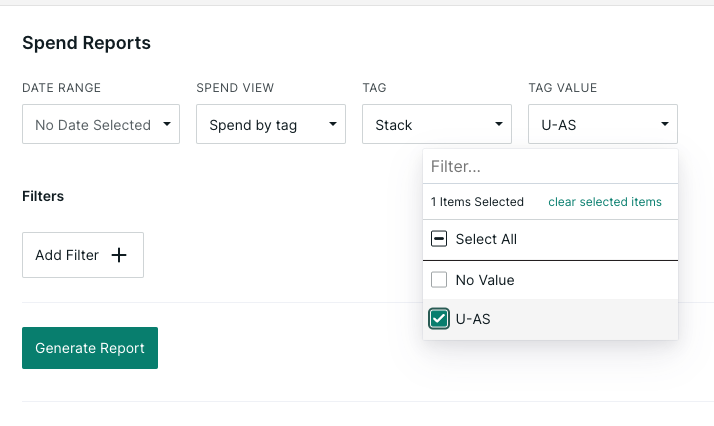 Spend Reports
DATE RANGE SPEND VIEW TAG TAG VALUE
No Date Selected Spend by tag Stack U-AS
Filter...
1 Items Selected clear selected items
Filters
Select All
Add Filter
No Value
U-AS
Generate Report